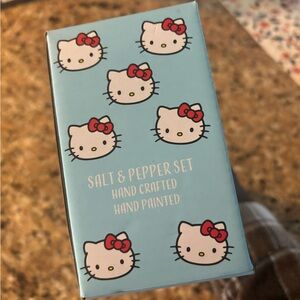 SALT & PEPPER SET
HAND CRAFTED
HAND PAINTED